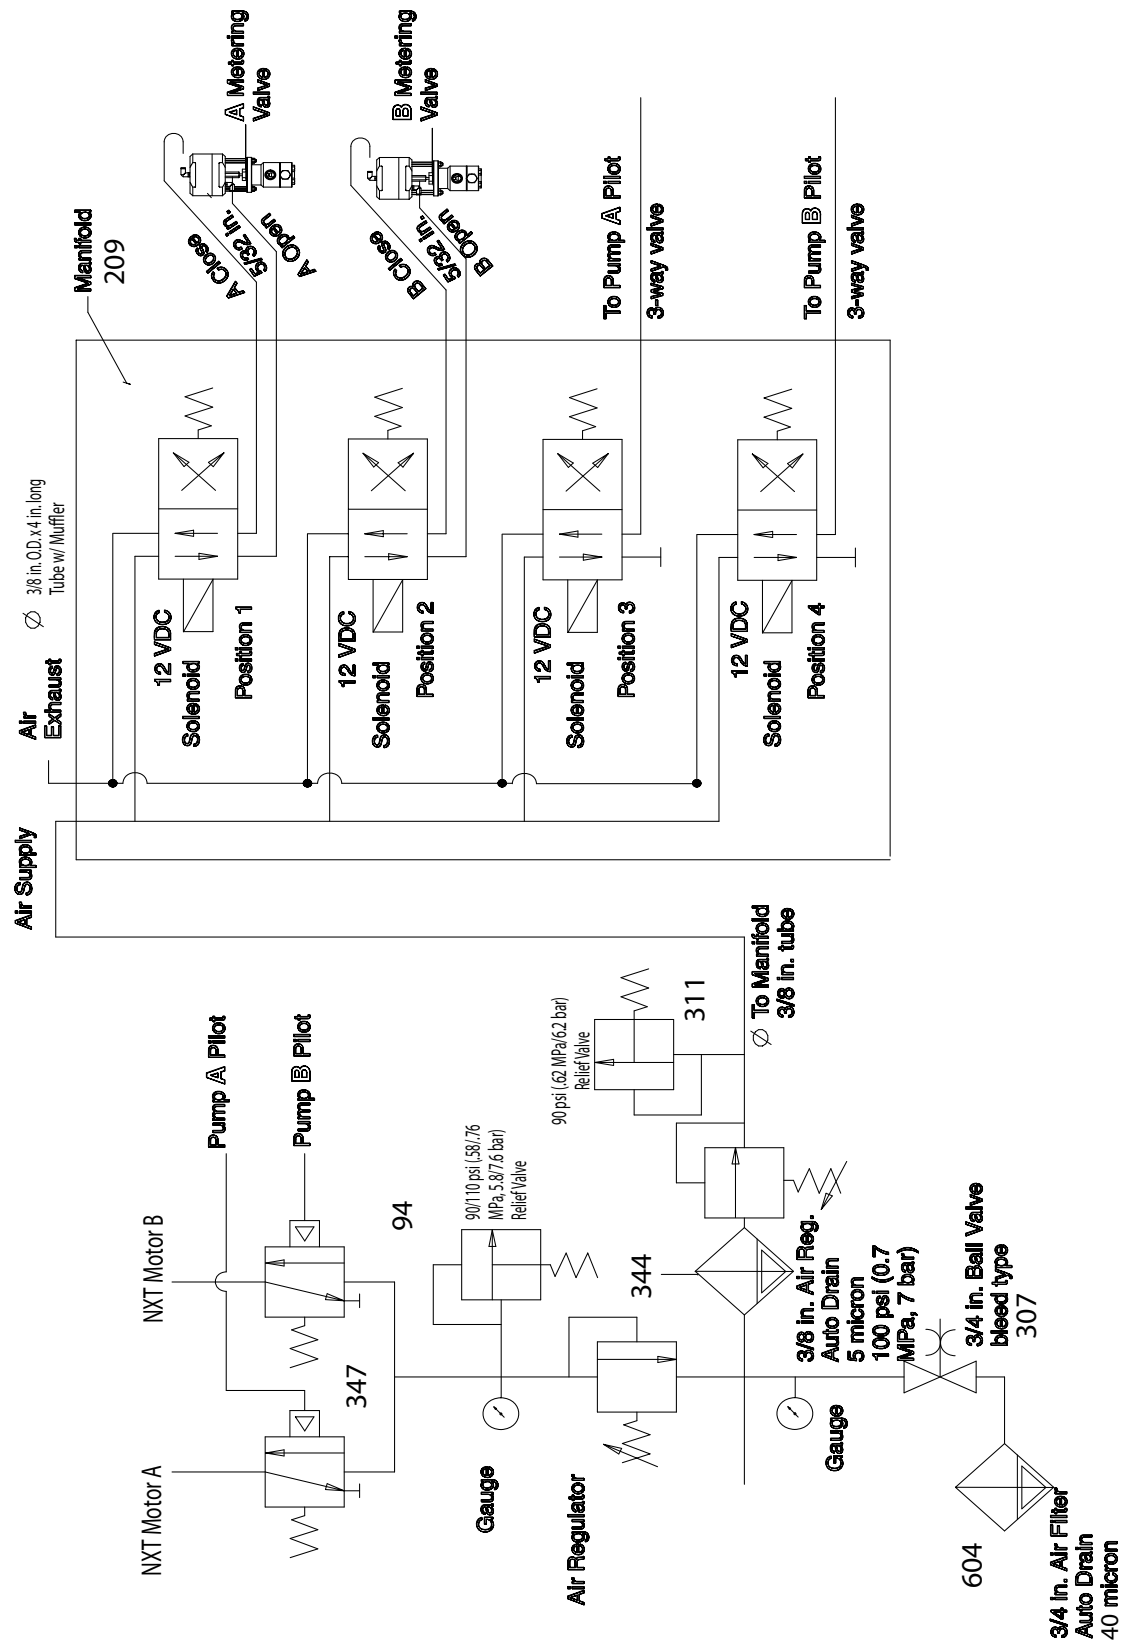 Air Supply
Air
Exhaust
3/8 in. O.D. x 4 in. long
Tube w/ Muffler
Manifold
209
12 VDC
Solenoid
Position 1
A Close
5/32 in.
A Open
A Metering
Valve
12 VDC
Solenoid
Position 2
B Close
5/32 in.
B Open
B Metering
Valve
12 VDC
Solenoid
Position 3
To Pump A Pilot
3-way valve
12 VDC
Solenoid
Position 4
To Pump B Pilot
3-way valve
NXT Motor A
NXT Motor B
Pump A Pilot
Pump B Pilot
347
94
Gauge
90/110 psi (.58/.76
MPa, 5.8/7.6 bar)
Relief Valve
Air Regulator
90 psi (.62 MPa/6.2 bar)
Relief Valve
311
344
∅ To Manifold
3/8 in. tube
3/8 in. Air Reg.
Auto Drain
5 micron
100 psi (0.7
MPa, 7 bar)
Gauge
3/4 in. Ball Valve
bleed type
307
604
3/4 in. Air Filter
Auto Drain
40 micron